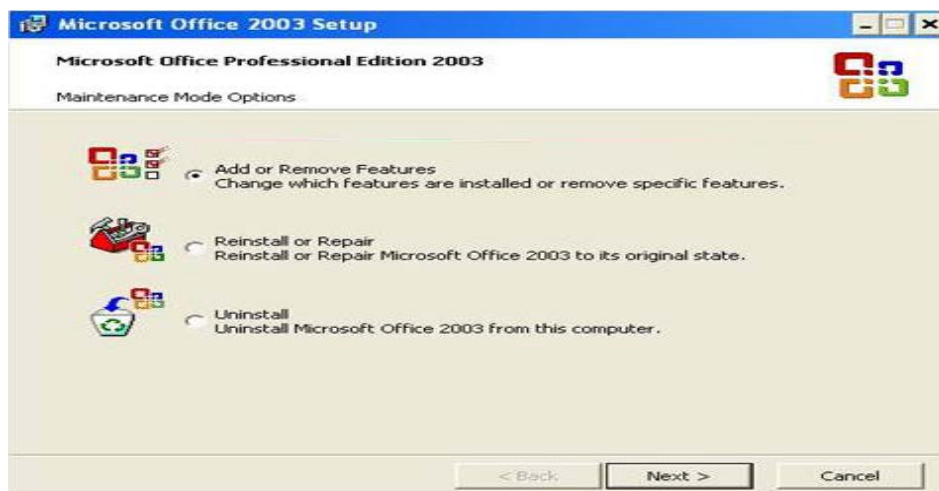 Microsoft Office 2003 Setup
Microsoft Office Professional Edition 2003
Maintenance Mode Options
Add or Remove Features
Change which features are installed or remove specific features.
Reinstall or Repair
Reinstall or Repair Microsoft Office 2003 to its original state.
Uninstall
Uninstall Microsoft Office 2003 from this computer.
< Back
Next >
Cancel